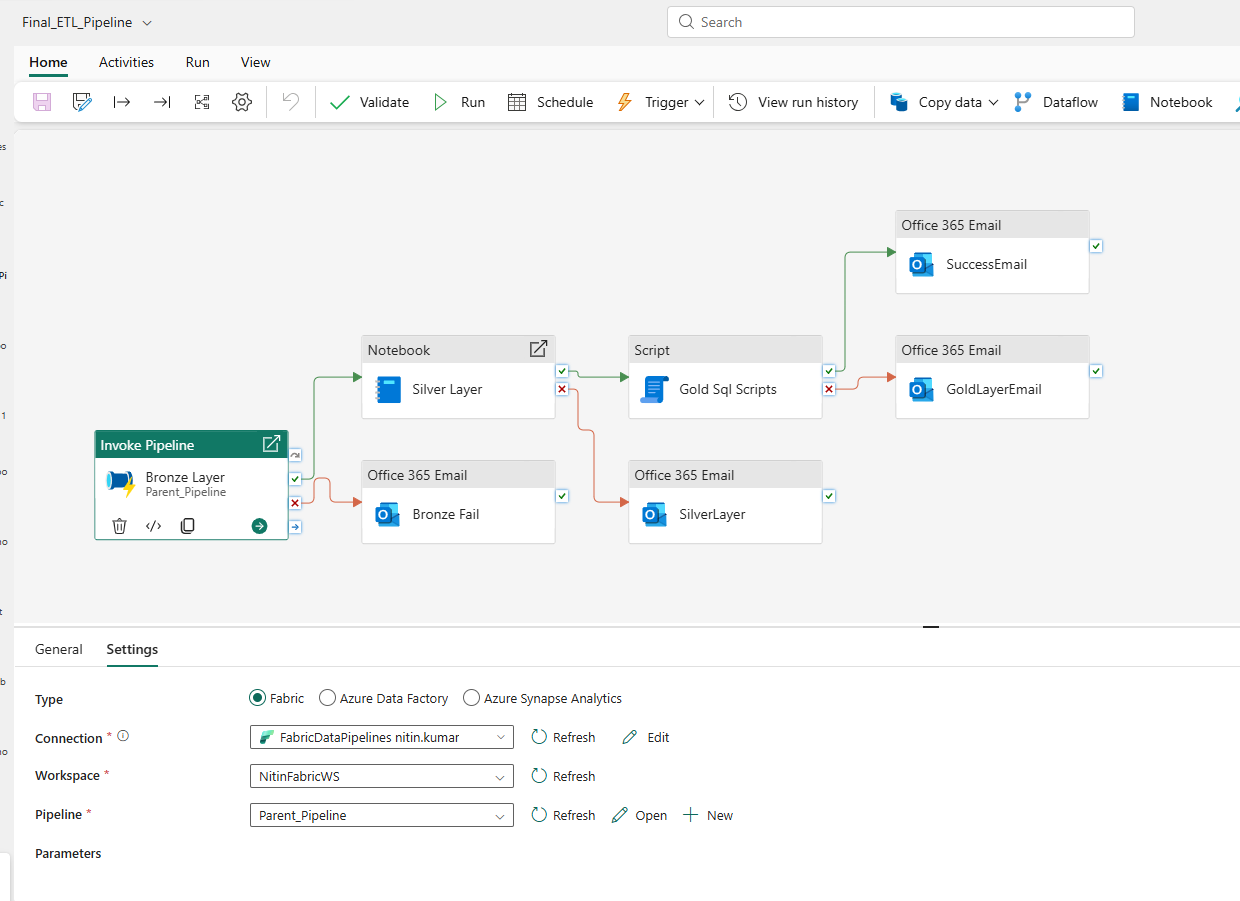 Final_ETL_Pipeline
Search
Home Activities Run View
Validate Run Schedule Trigger View run history Copy data Dataflow Notebook
es
c
Pi
1
t
b
Office 365 Email
SuccessEmail
Notebook
Silver Layer
Script
Gold Sql Scripts
Office 365 Email
GoldLayerEmail
Invoke Pipeline
Bronze Layer
Parent_Pipeline
Office 365 Email
Bronze Fail
Office 365 Email
SilverLayer
General Settings
Type Fabric Azure Data Factory Azure Synapse Analytics
Connection * FabricDataPipelines nitin.kumar Refresh Edit
Workspace * NitinFabricWS Refresh
Pipeline * Parent_Pipeline Refresh Open New
Parameters